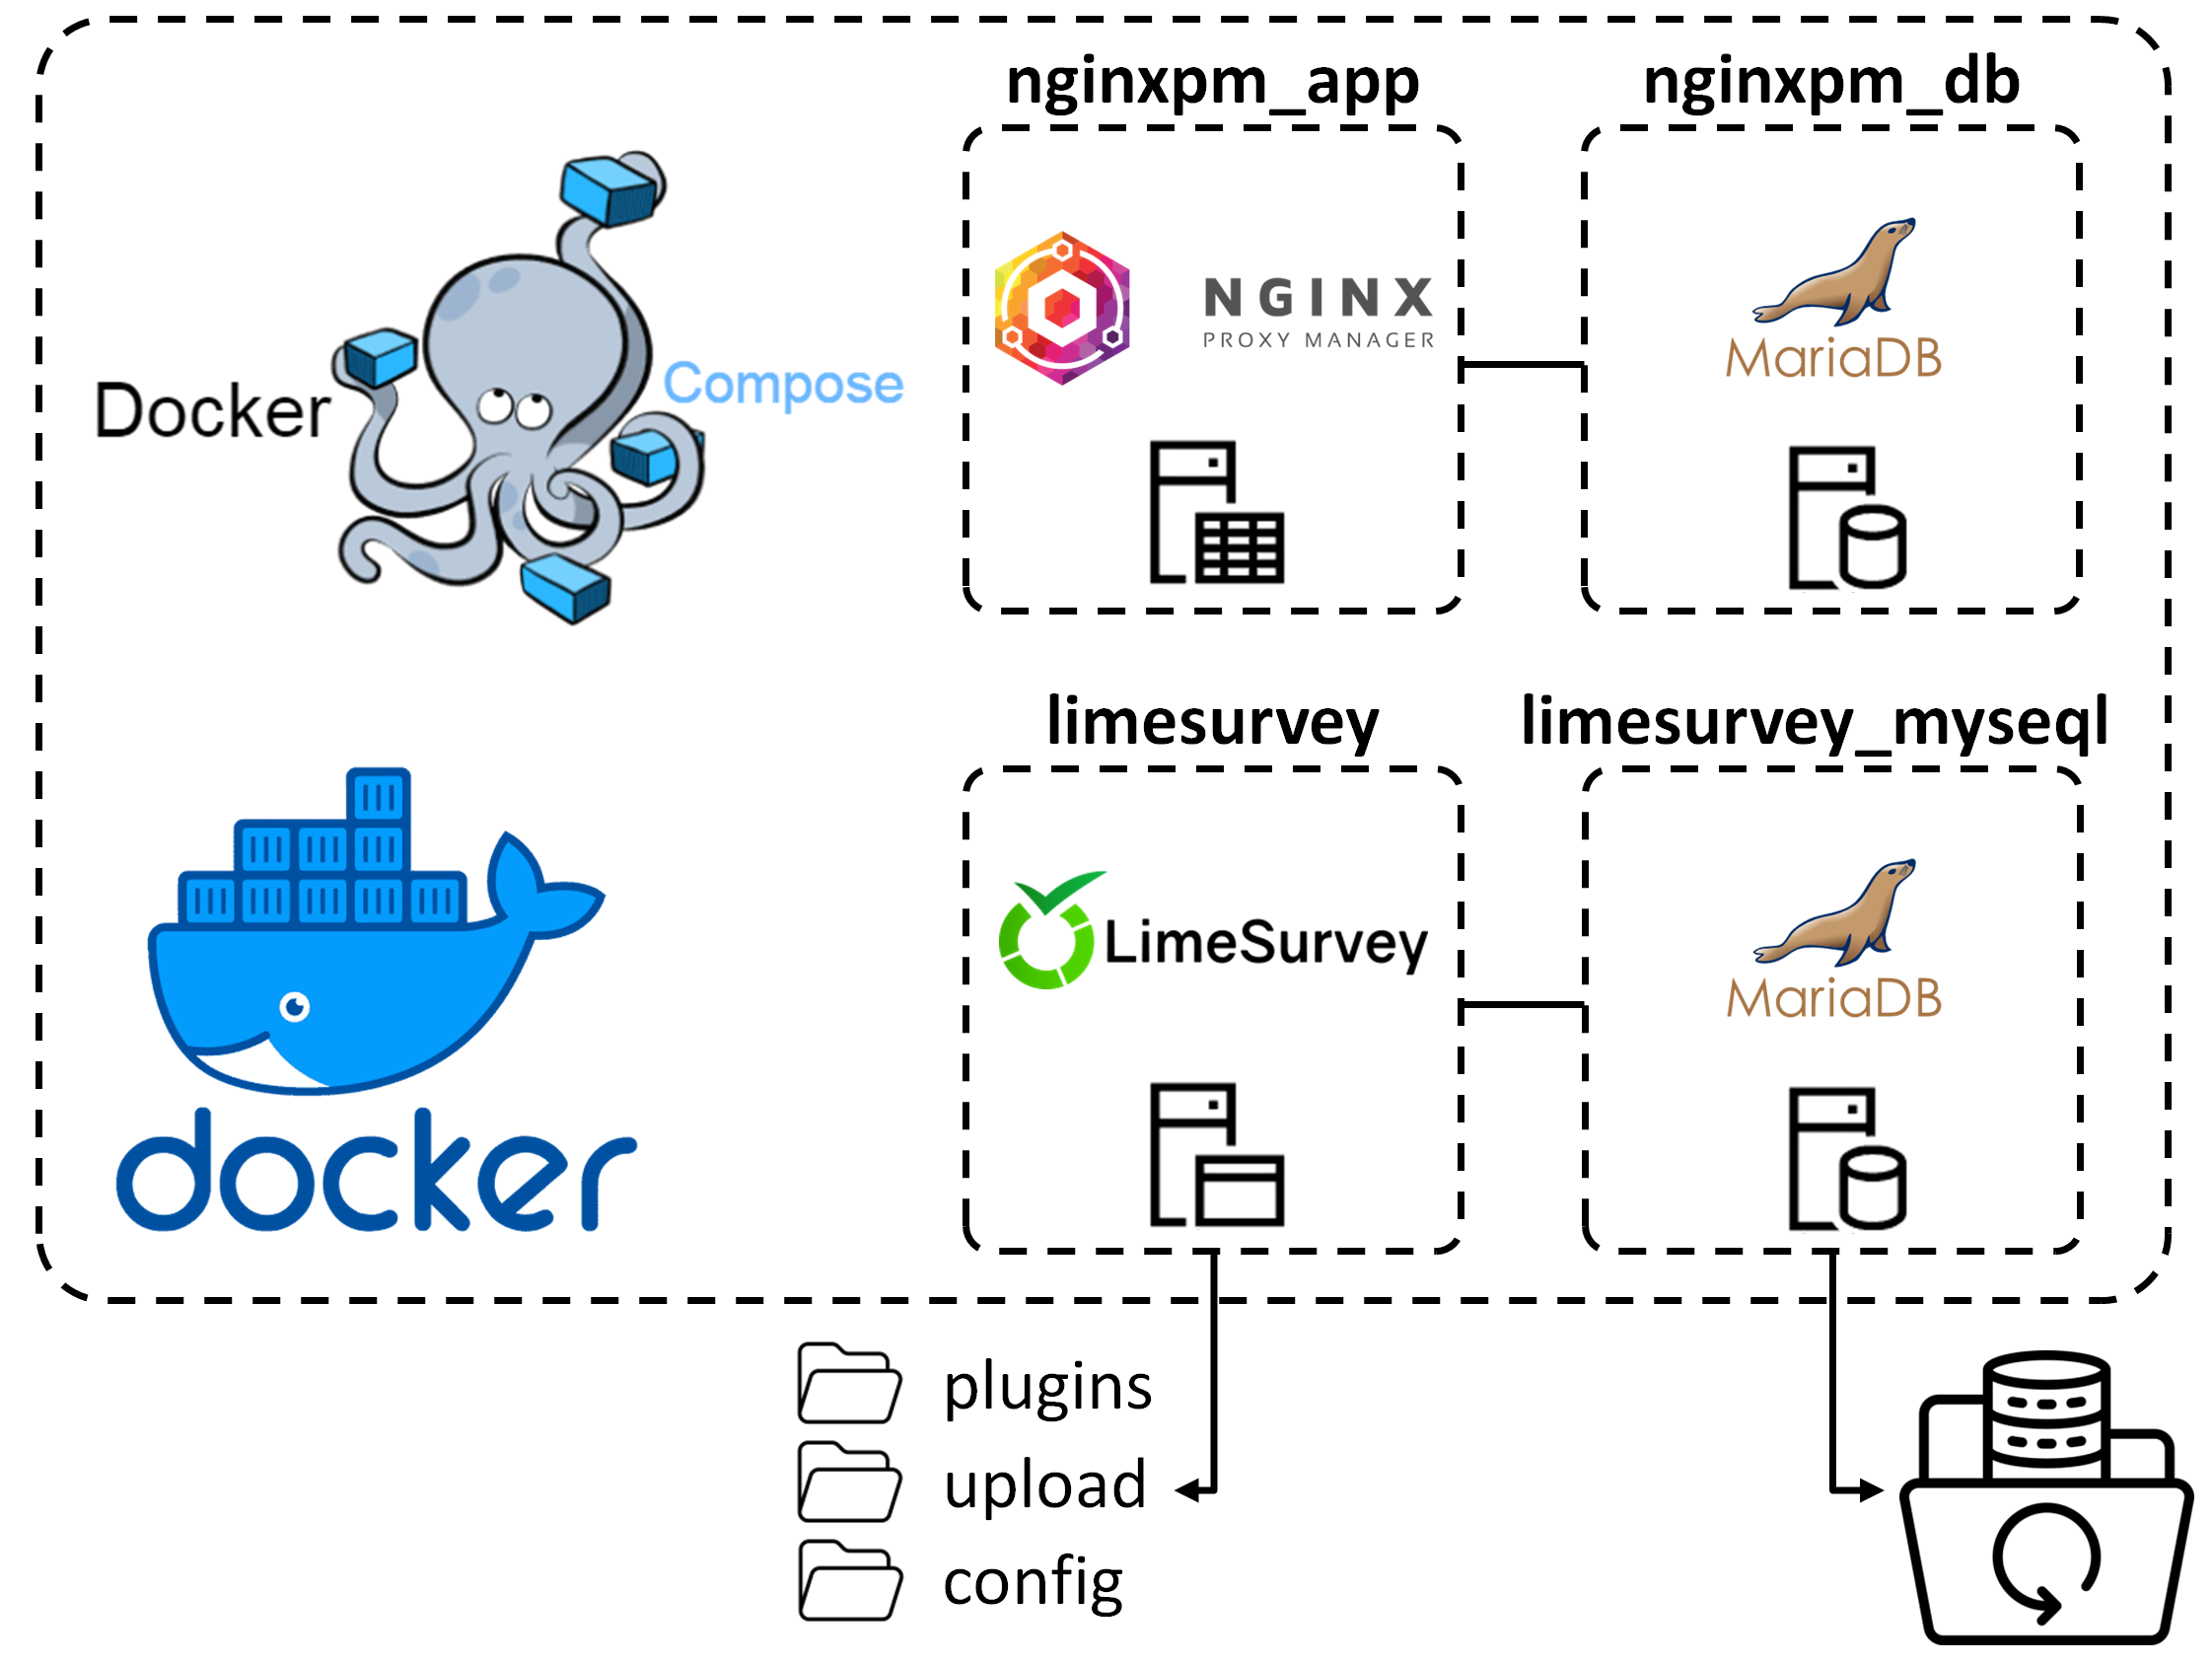 nginxpm_app
nginxpm_db
Docker
Compose
NGINX
PROXY MANAGER
MariaDB
limesurvey
limesurvey_myseql
docker
LimeSurvey
MariaDB
plugins
upload
config